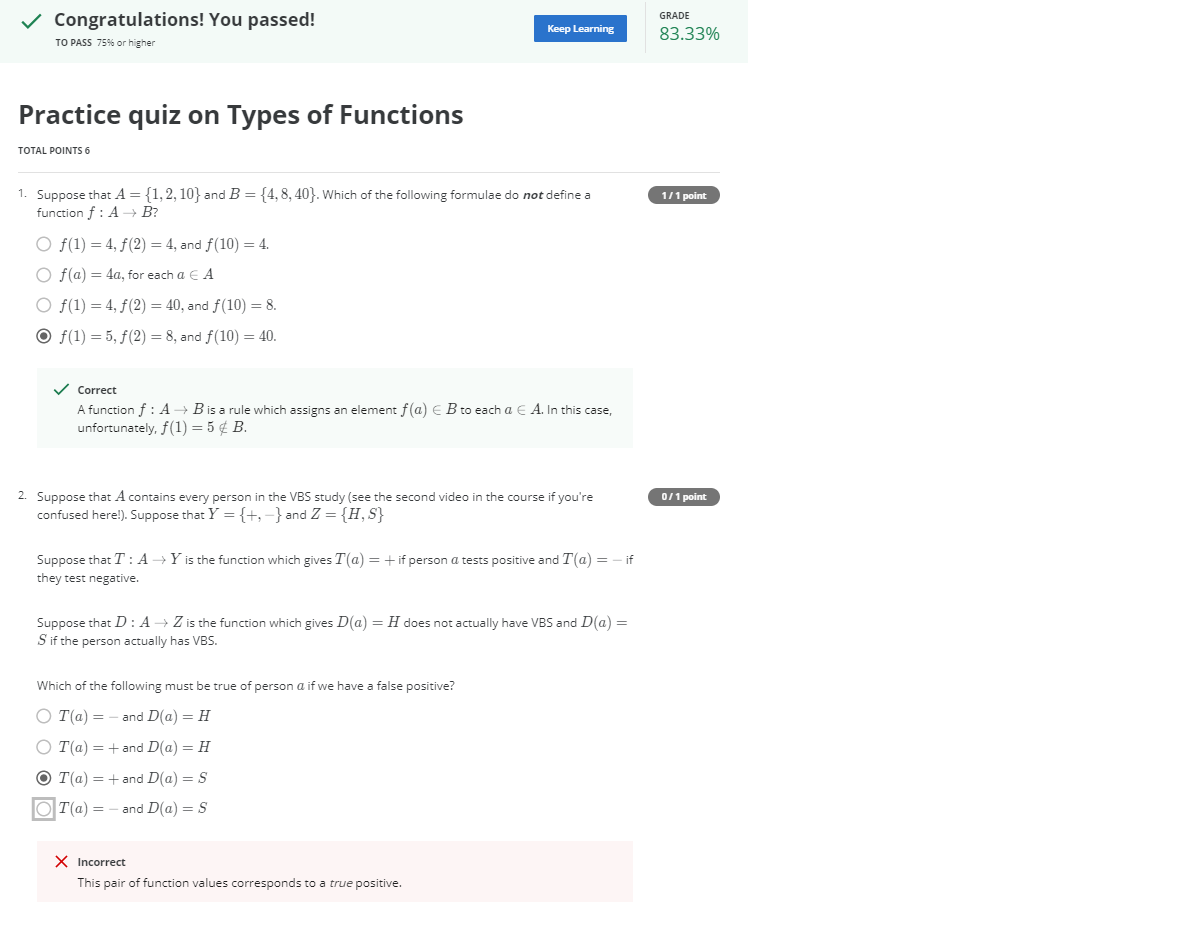 Congratulations! You passed!
TO PASS 75% or higher
Keep Learning
GRADE
83.33%
Practice quiz on Types of Functions
TOTAL POINTS 6
1. Suppose that A = {1, 2, 10} and B = {4, 8, 40}. Which of the following formulae do not define a
function f : A → B?
1 / 1 point
f(1) = 4, f(2) = 4, and f(10) = 4.
f(a) = 4a, for each a ∈ A
f(1) = 4, f(2) = 40, and f(10) = 8.
f(1) = 5, f(2) = 8, and f(10) = 40.
Correct
A function f : A → B is a rule which assigns an element f(a) ∈ B to each a ∈ A. In this case,
unfortunately, f(1) = 5 ∉ B.
2. Suppose that A contains every person in the VBS study (see the second video in the course if you're
confused here!). Suppose that Y = {+, −} and Z = {H, S}
0 / 1 point
Suppose that T : A → Y is the function which gives T(a) = + if person a tests positive and T(a) = − if
they test negative.
Suppose that D : A → Z is the function which gives D(a) = H does not actually have VBS and D(a) =
S if the person actually has VBS.
Which of the following must be true of person a if we have a false positive?
T(a) = − and D(a) = H
T(a) = + and D(a) = H
T(a) = + and D(a) = S
T(a) = − and D(a) = S
Incorrect
This pair of function values corresponds to a true positive.